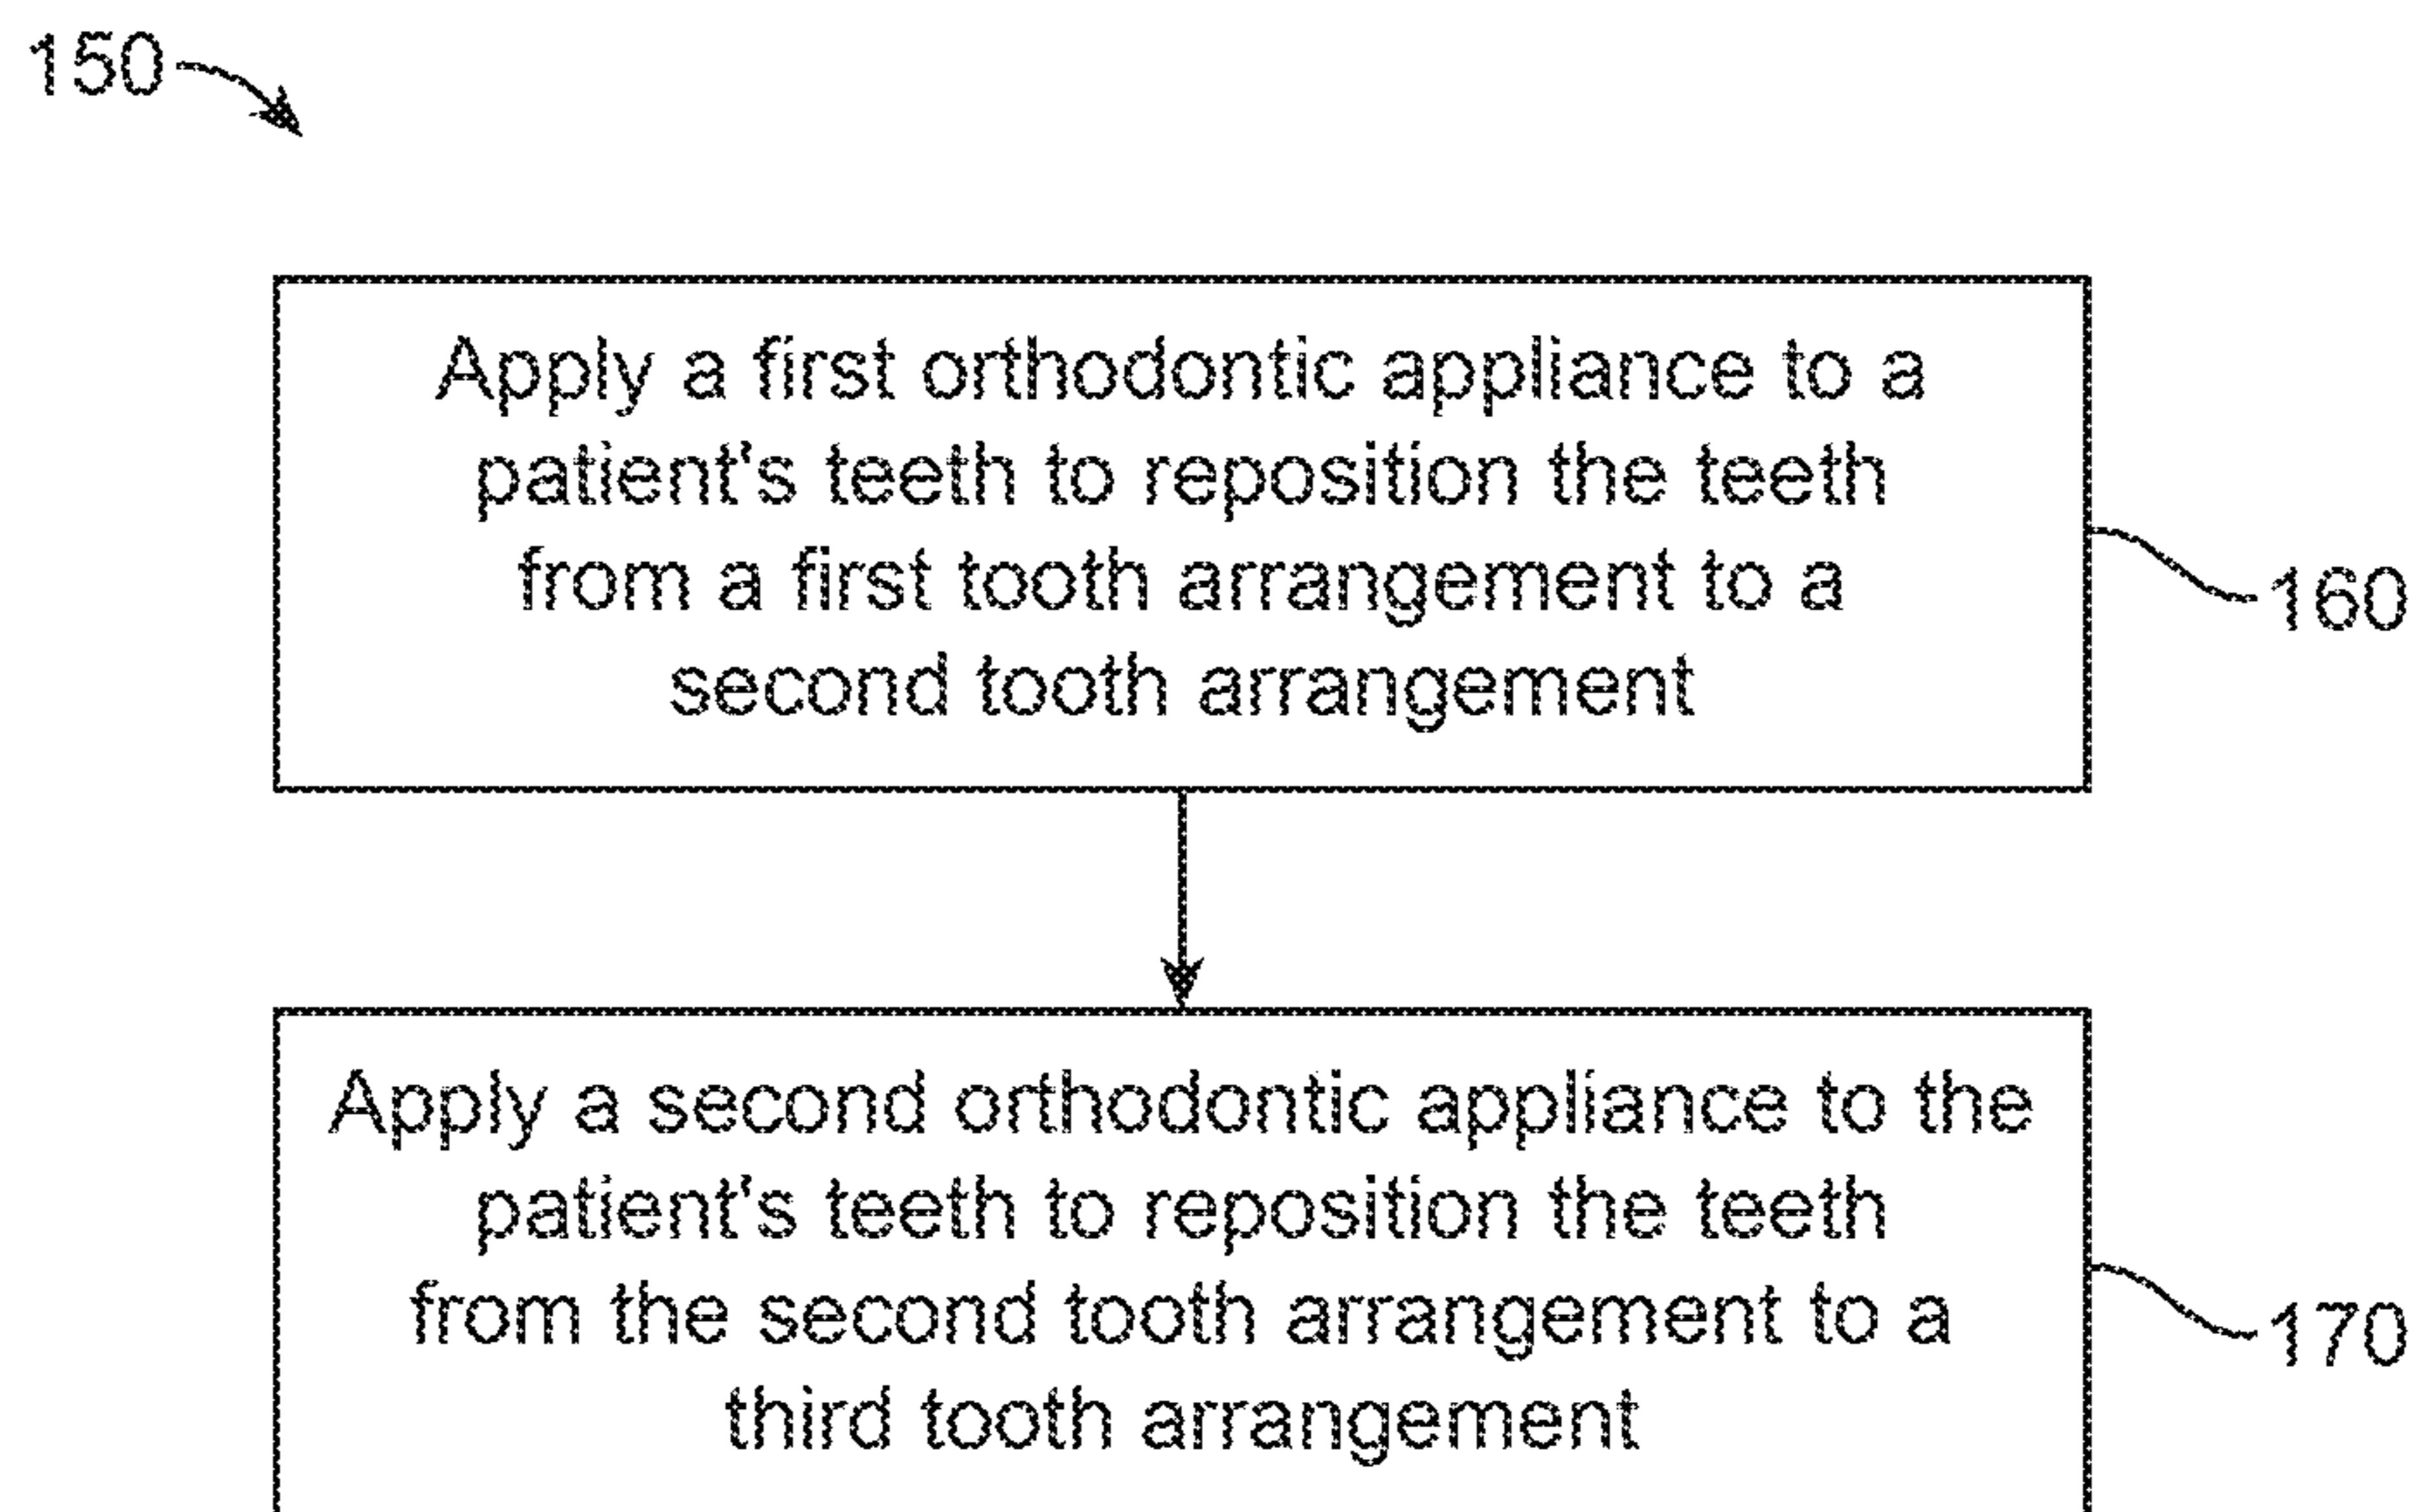 150
Apply a first orthodontic appliance to a
patient's teeth to reposition the teeth
from a first tooth arrangement to a
second tooth arrangement
160
Apply a second orthodontic appliance to the
patient's teeth to reposition the teeth
from the second tooth arrangement to a
third tooth arrangement
170